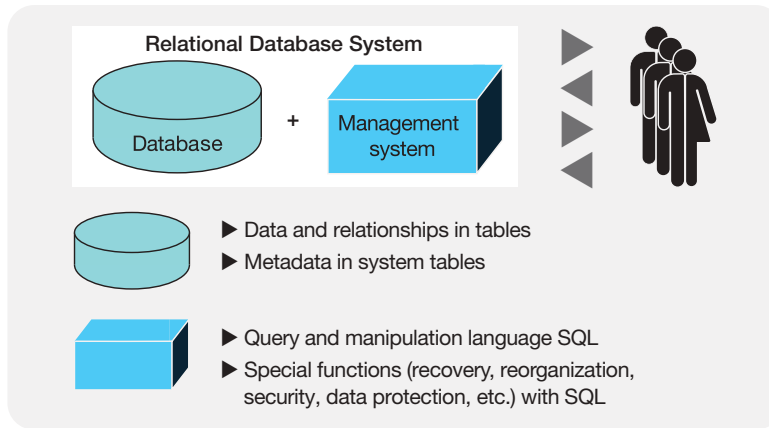 Relational Database System
Database
+
Management
system
▶ Data and relationships in tables
▶ Metadata in system tables
▶ Query and manipulation language SQL
▶ Special functions (recovery, reorganization,
security, data protection, etc.) with SQL